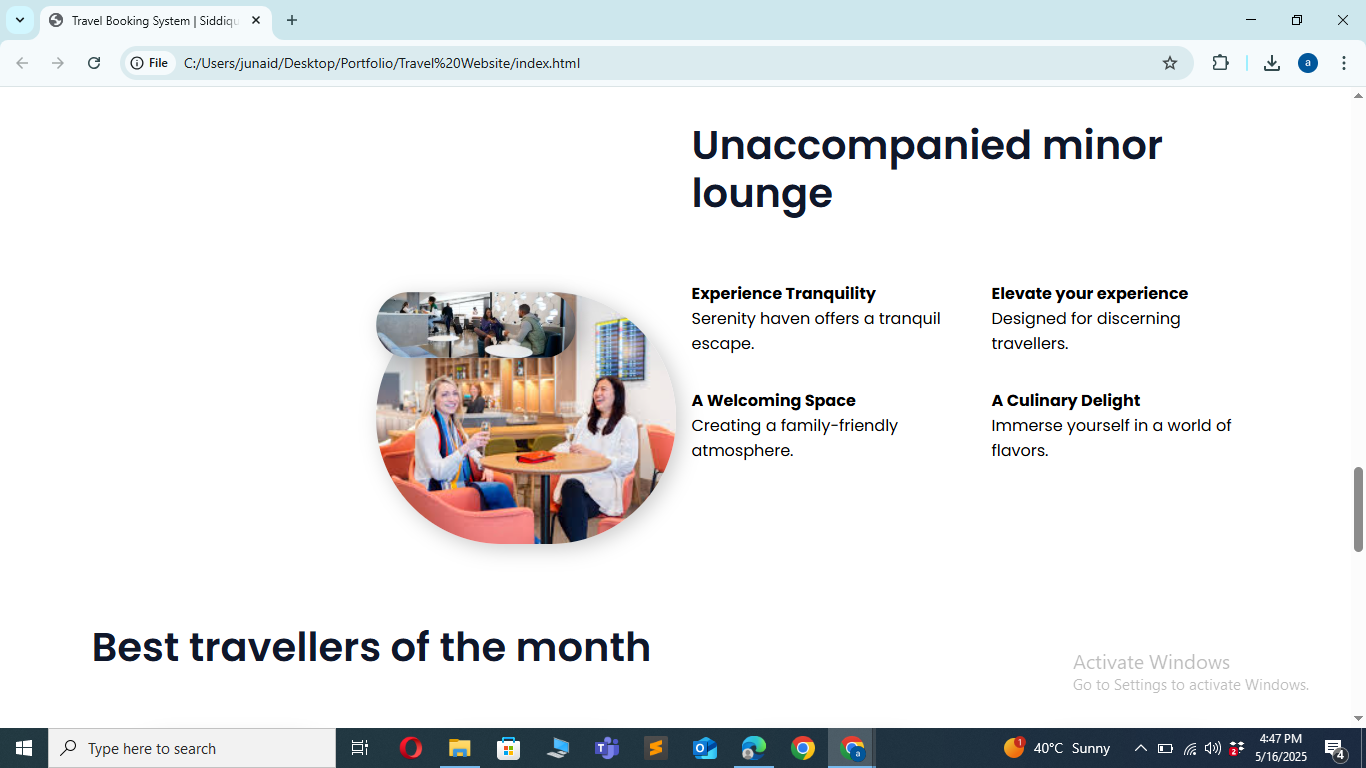 Travel Booking System | Siddiqu
File
C:/Users/junaid/Desktop/Portfolio/Travel%20Website/index.html
a
Unaccompanied minor
lounge
Experience Tranquility
Serenity haven offers a tranquil
escape.
Elevate your experience
Designed for discerning
travellers.
A Welcoming Space
Creating a family-friendly
atmosphere.
A Culinary Delight
Immerse yourself in a world of
flavors.
Best travellers of the month
Activate Windows
Go to Settings to activate Windows.
Type here to search
a
1
40°C Sunny
2
4:47 PM
5/16/2025
4